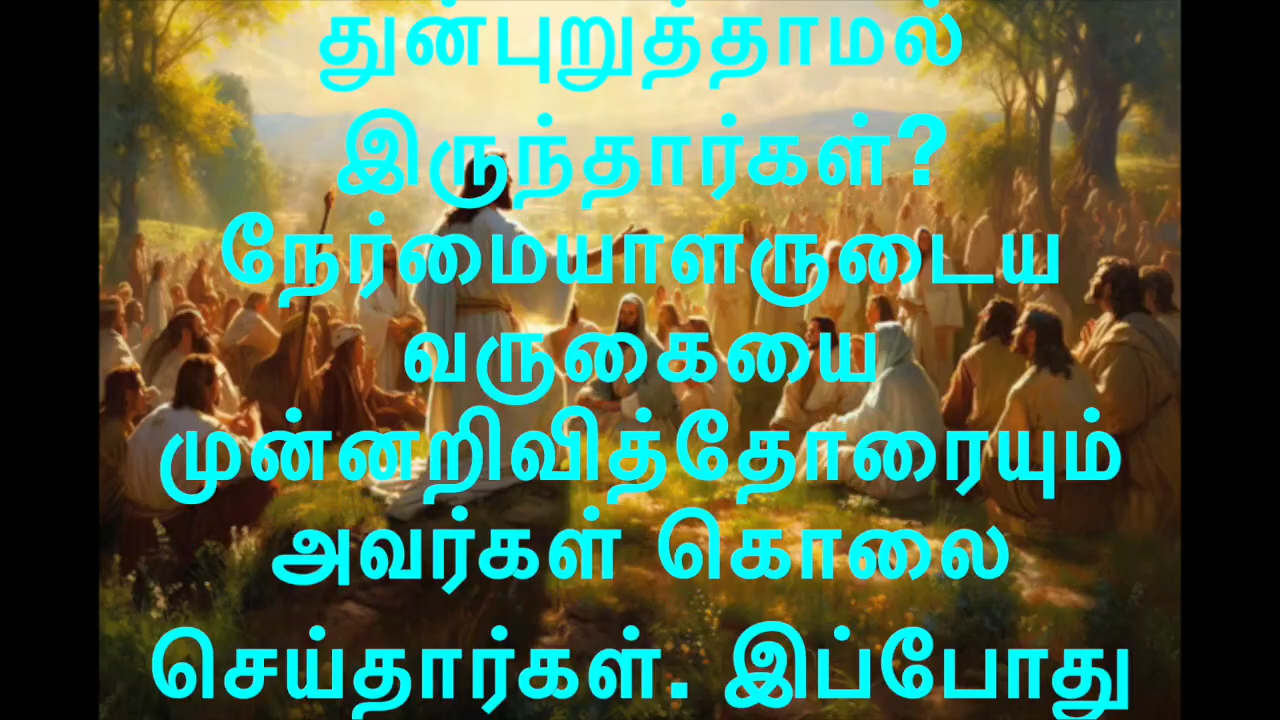 துன்புறுத்தாமல்
இருந்தார்கள்?
நேர்மையாளருடைய
வருகையை
முன்னறிவித்தோரையும்
அவர்கள் கொலை
செய்தார்கள். இப்போது